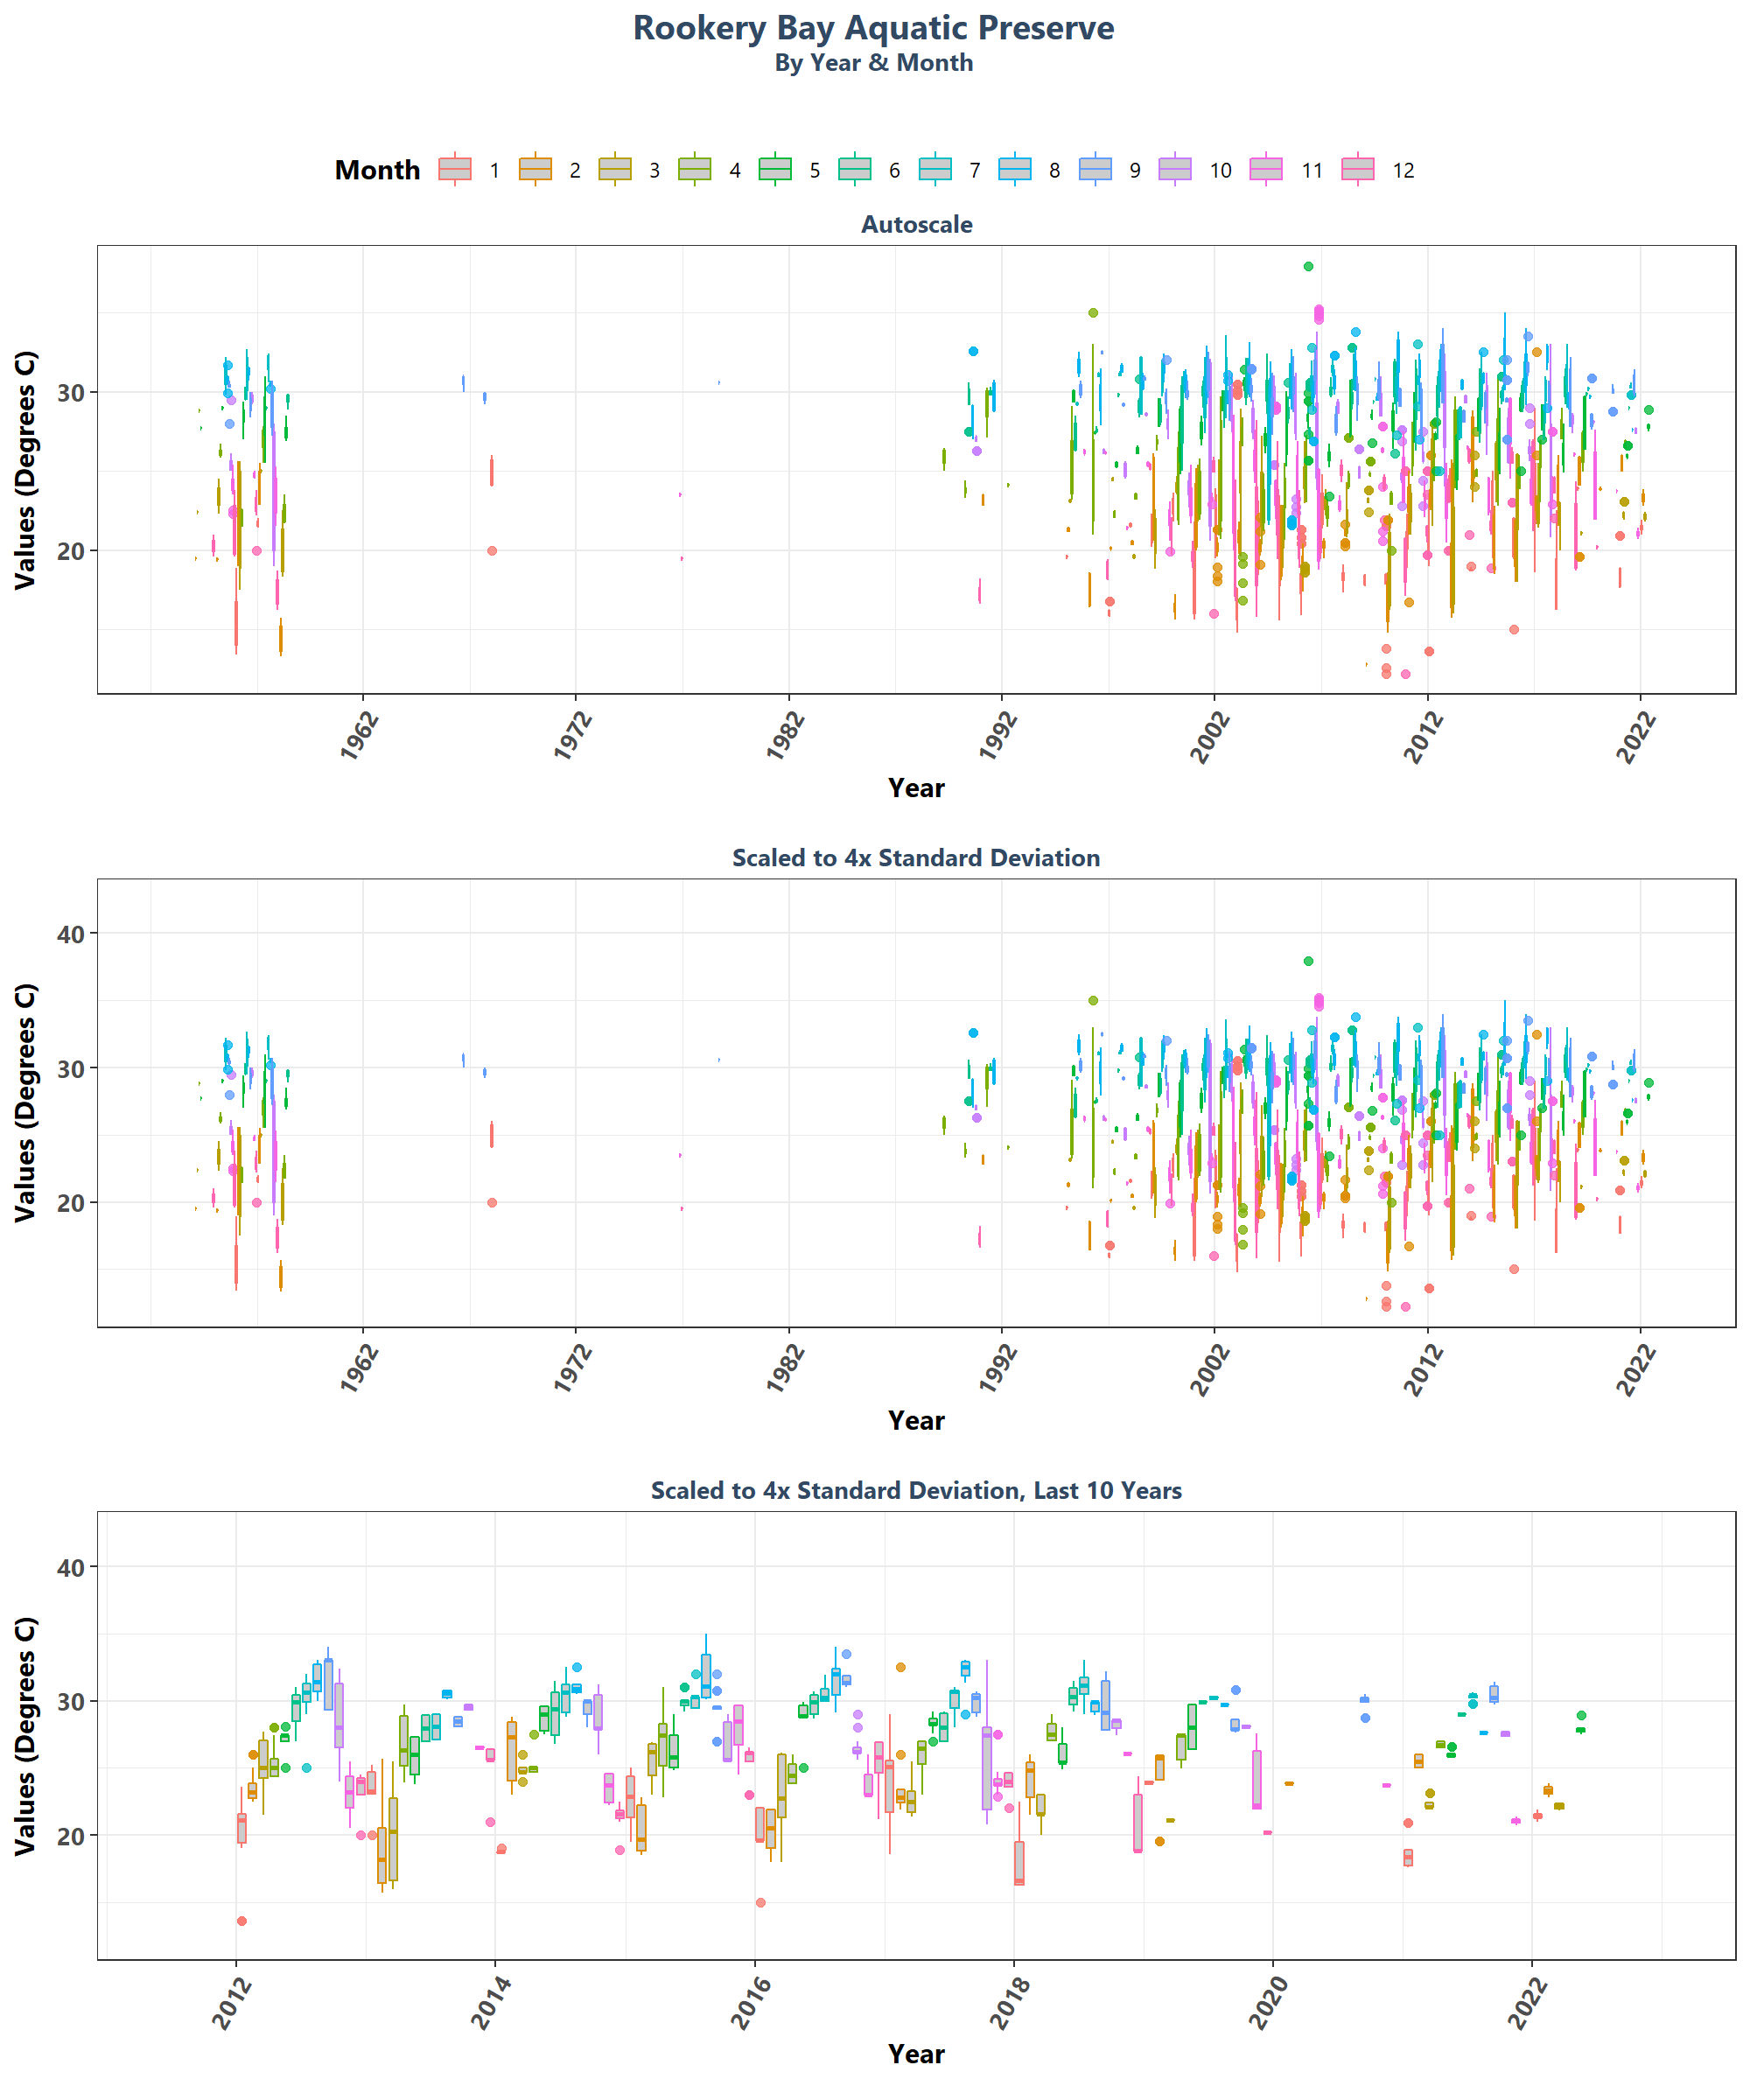 Rookery Bay Aquatic Preserve
By Year & Month
Month 1 2 3 4 5 6 7 8 9 10 11 12
Autoscale
Values (Degrees C)
30
20
1962 1972 1982 1992 2002 2012 2022
Year
Scaled to 4x Standard Deviation
Values (Degrees C)
40
30
20
1962 1972 1982 1992 2002 2012 2022
Year
Scaled to 4x Standard Deviation, Last 10 Years
Values (Degrees C)
40
30
20
2012 2014 2016 2018 2020 2022
Year